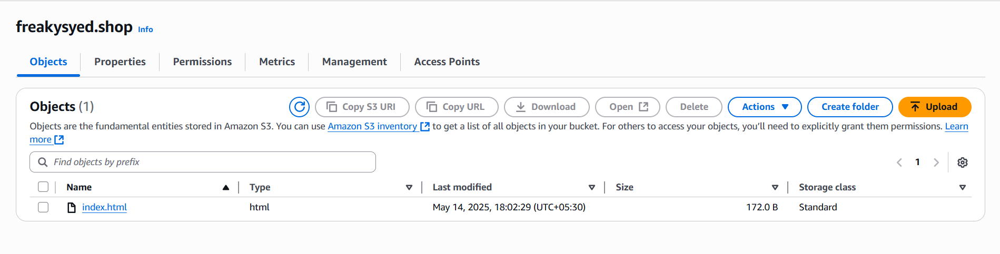 freakysyed.shop Info
Objects Properties Permissions Metrics Management Access Points
Objects (1) Copy S3 URI Copy URL Download Open Delete Actions Create folder Upload
Objects are the fundamental entities stored in Amazon S3. You can use Amazon S3 inventory to get a list of all objects in your bucket. For others to access your objects, you’ll need to explicitly grant them permissions. Learn
more
Find objects by prefix 1
Name Type Last modified Size Storage class
index.html html May 14, 2025, 18:02:29 (UTC+05:30) 172.0 B Standard